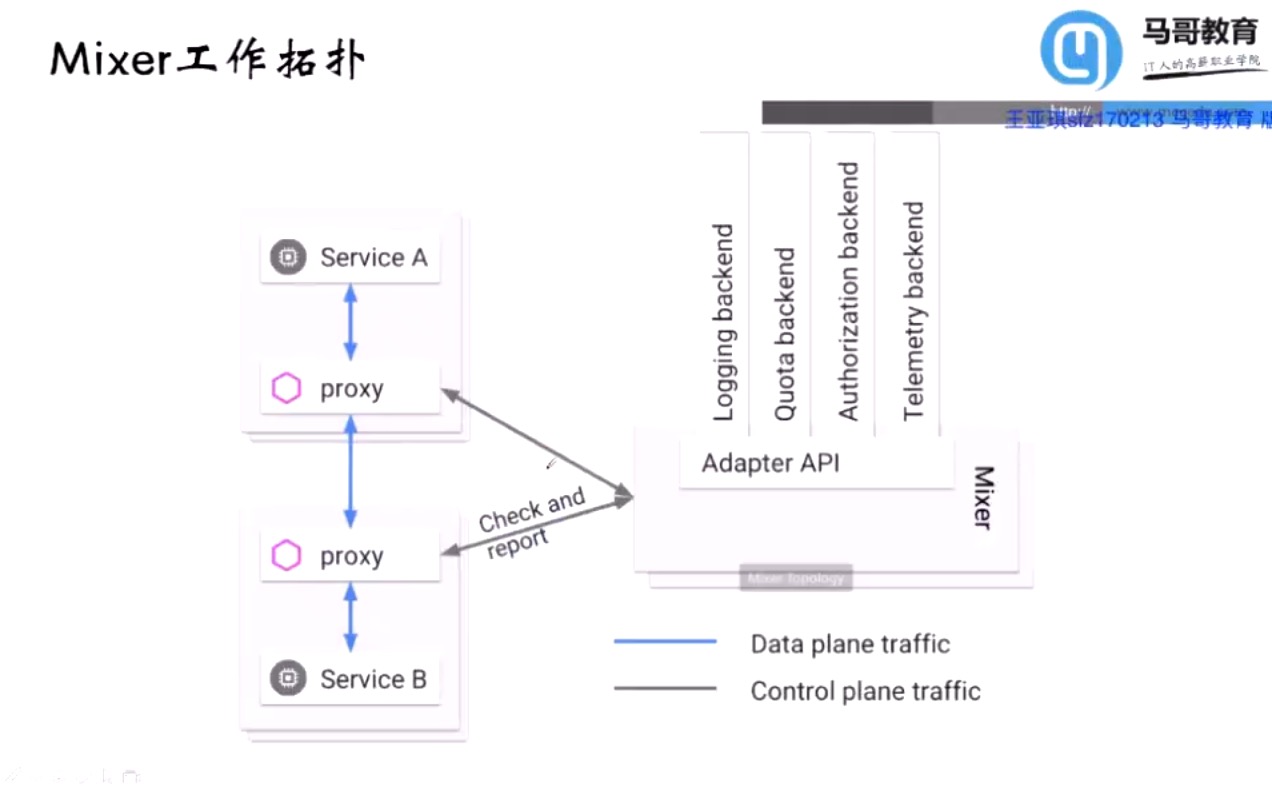 Mixer工作拓扑
马哥教育
IT人的高薪职业学院
http://
王亚琪slz170213 马哥教育 版
Service A
proxy
proxy
Service B
Check and
report
Logging backend
Quota backend
Authorization backend
Telemetry backend
Adapter API
Mixer
Mixer Topology
Data plane traffic
Control plane traffic